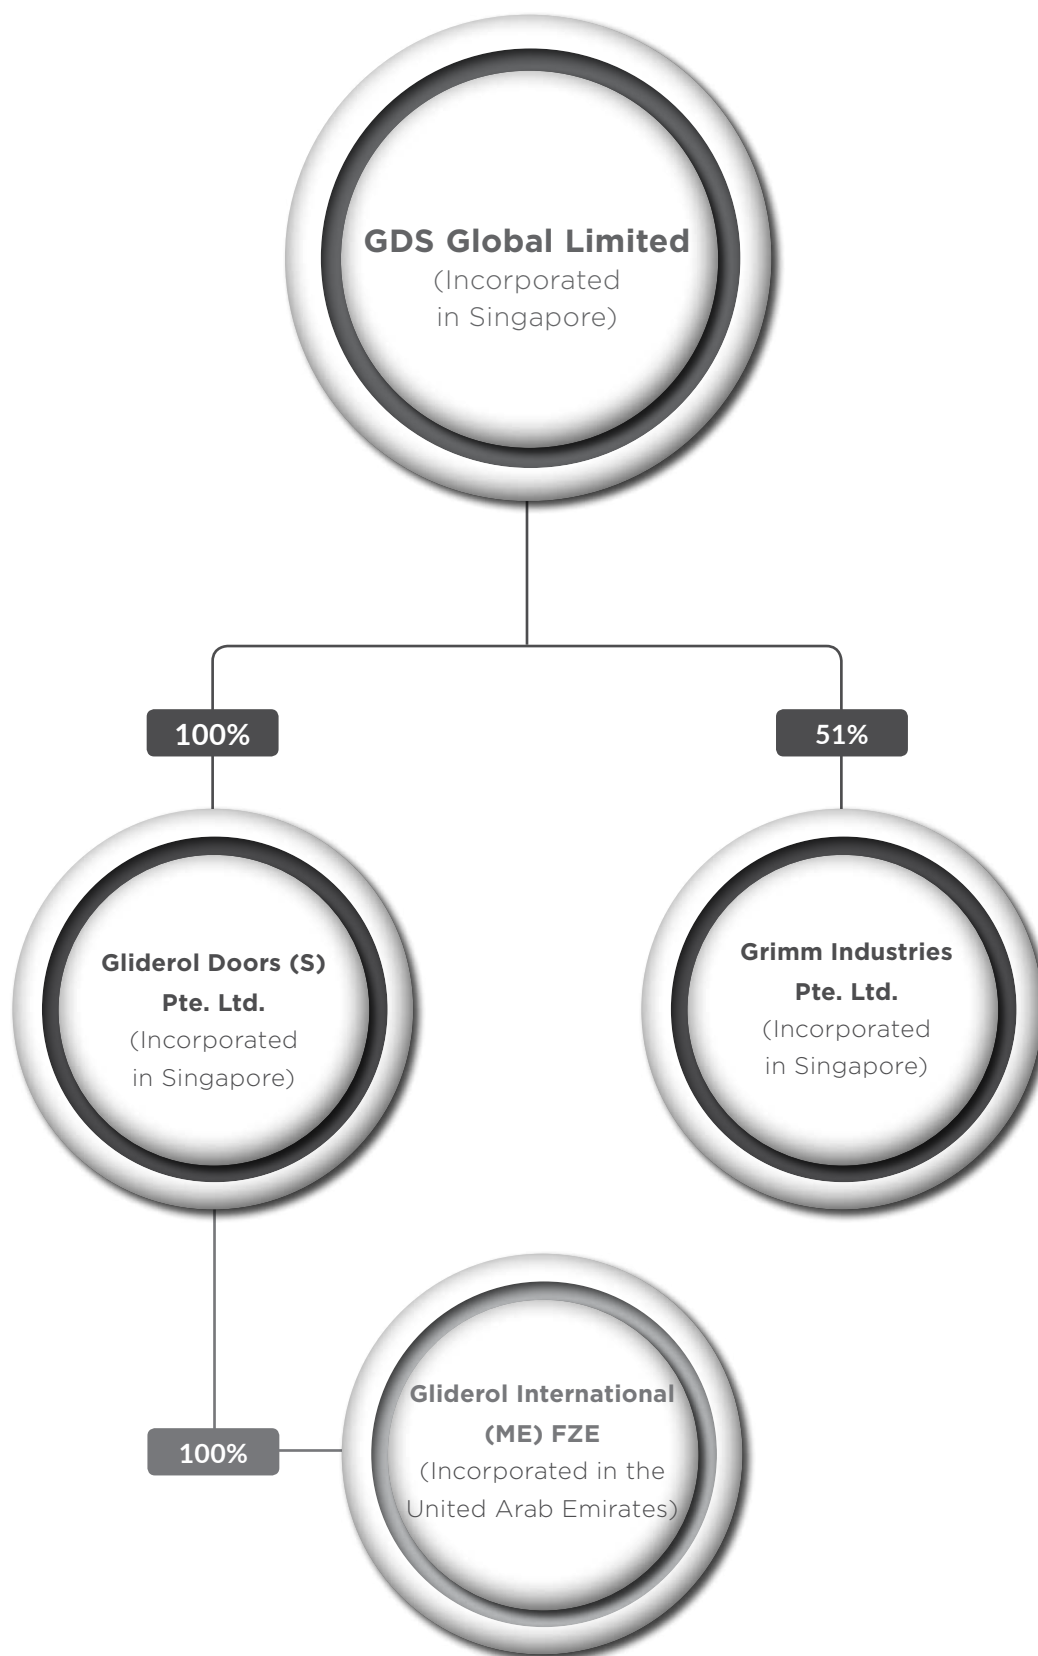 GDS Global Limited
(Incorporated
in Singapore)
100%
51%
Gliderol Doors (S)
Pte. Ltd.
(Incorporated
in Singapore)
Grimm Industries
Pte. Ltd.
(Incorporated
in Singapore)
Gliderol International
(ME) FZE
(Incorporated in the
United Arab Emirates)
100%